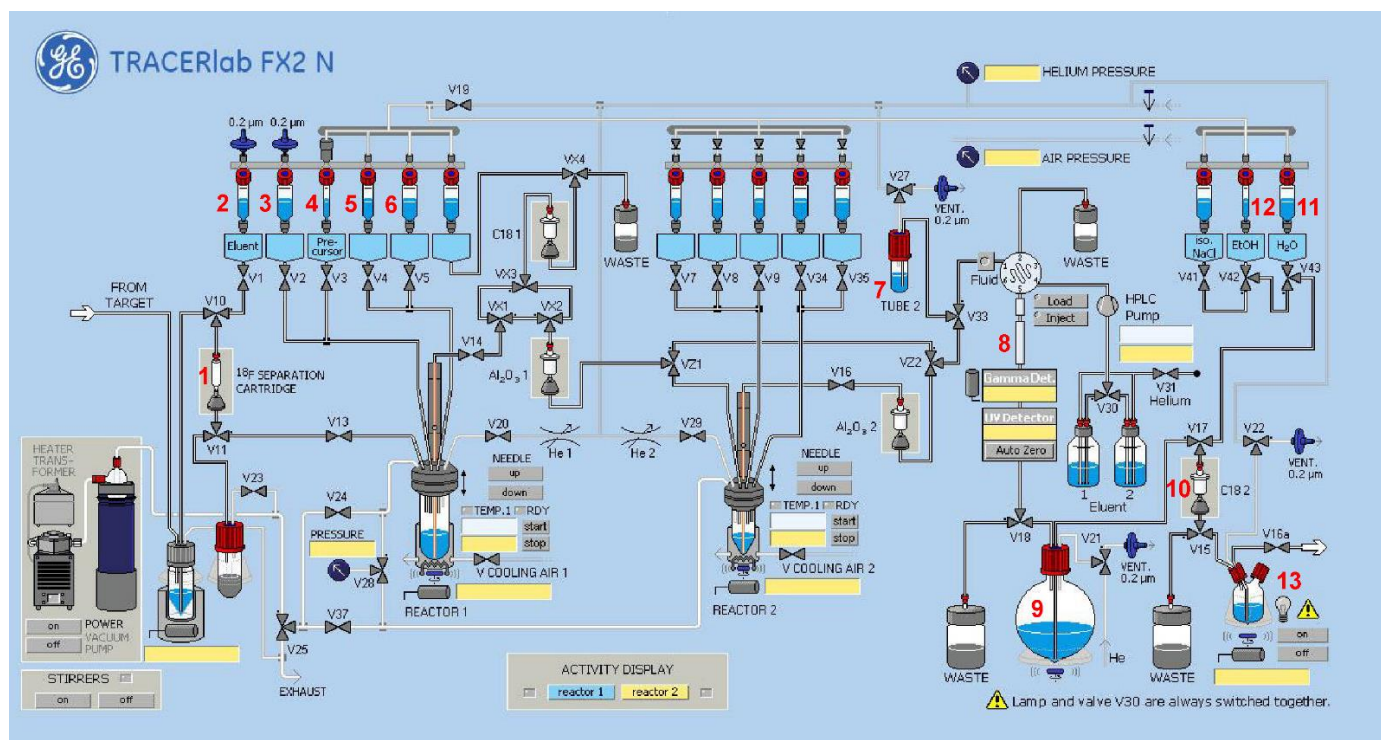 GE
TRACERlab FX2 N
V19
HELIUM PRESSURE
AIR PRESSURE
0.2 µm
0.2 µm
2
3
4
5
6
VX4
V27
VENT.
0.2 µm
12
11
Eluent
Pre-
cursor
C18 1
WASTE
WASTE
iso.
NaCl
EtOH
H₂O
V1
V2
V3
V4
V5
VX3
V7
V8
V9
V34
V35
7
TUBE 2
Fluid
Load
Inject
HPLC
Pump
V41
V42
V43
FROM
TARGET
V10
VX1
VX2
V33
8
V14
1
¹⁸F SEPARATION
CARTRIDGE
Al₂O₃ 1
VZ1
VZ2
V16
Gamma Det.
V31
Helium
V30
UV Detector
Auto Zero
Al₂O₃ 2
V11
V13
V20
He 1
He 2
V29
V17
V22
VENT.
0.2 µm
10
C18 2
1
2
Eluent
HEATER
TRANS-
FORMER
V23
V24
NEEDLE
up
down
NEEDLE
up
down
TEMP.1
RDY
start
stop
TEMP.1
RDY
start
stop
PRESSURE
V28
V COOLING AIR 1
V COOLING AIR 2
REACTOR 1
REACTOR 2
V18
V21
VENT.
0.2 µm
V15
V16a
13
9
on
off
POWER
VACUUM
PUMP
V37
V25
EXHAUST
WASTE
He
WASTE
on
off
STIRRERS
on
off
ACTIVITY DISPLAY
reactor 1
reactor 2
Lamp and valve V30 are always switched together.